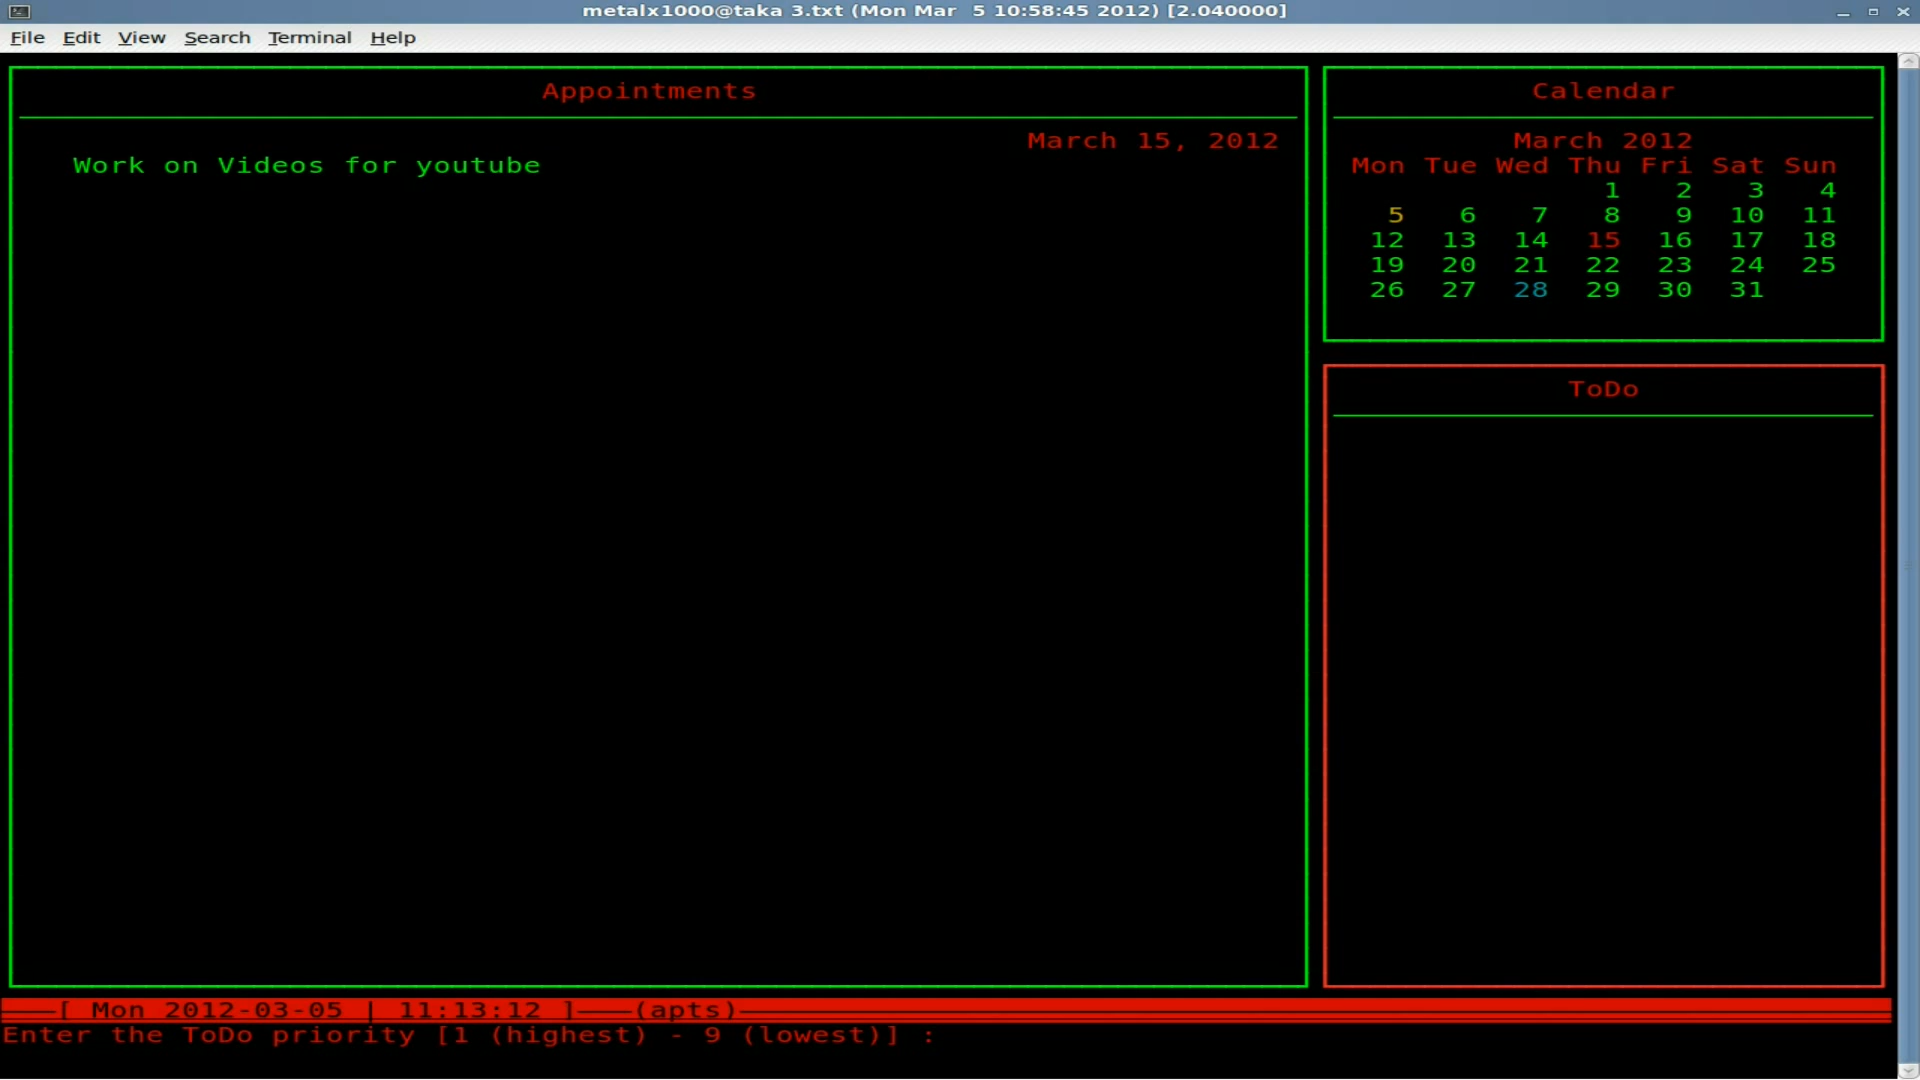 metalx1000@taka 3.txt (Mon Mar  5 10:58:45 2012) [2.040000]
File Edit View Search Terminal Help
Appointments
March 15, 2012
Work on Videos for youtube
Calendar
March 2012
Mon Tue Wed Thu Fri Sat Sun
1 2 3 4
5 6 7 8 9 10 11
12 13 14 15 16 17 18
19 20 21 22 23 24 25
26 27 28 29 30 31
ToDo
[ Mon 2012-03-05 | 11:13:12 ] (apts)
Enter the ToDo priority [1 (highest) - 9 (lowest)] :